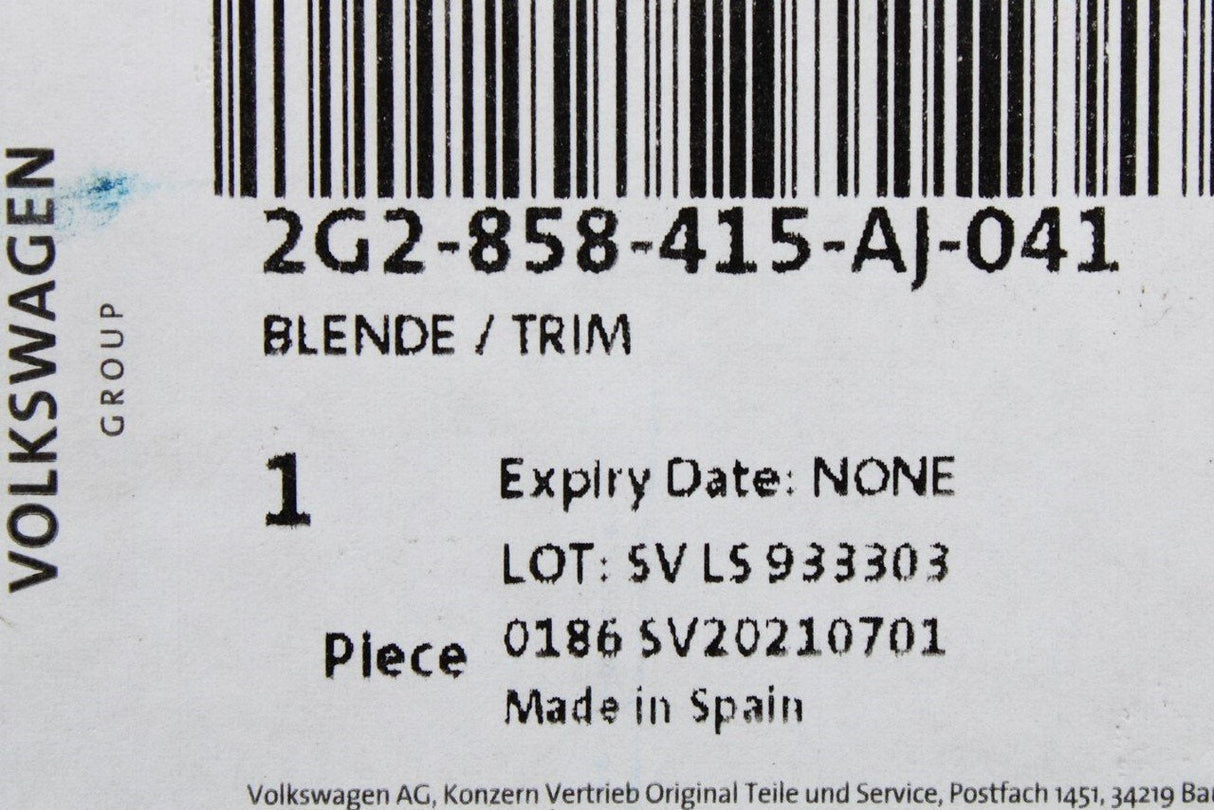 VOLKSWAGEN
GROUP
2G2-858-415-AJ-041
BLENDE / TRIM
1
Piece
Expiry Date: NONE
LOT: SV LS 933303
0186 SV20210701
Made in Spain
Volkswagen AG, Konzern Vertrieb Original Teile und Service, Postfach 1451, 34219